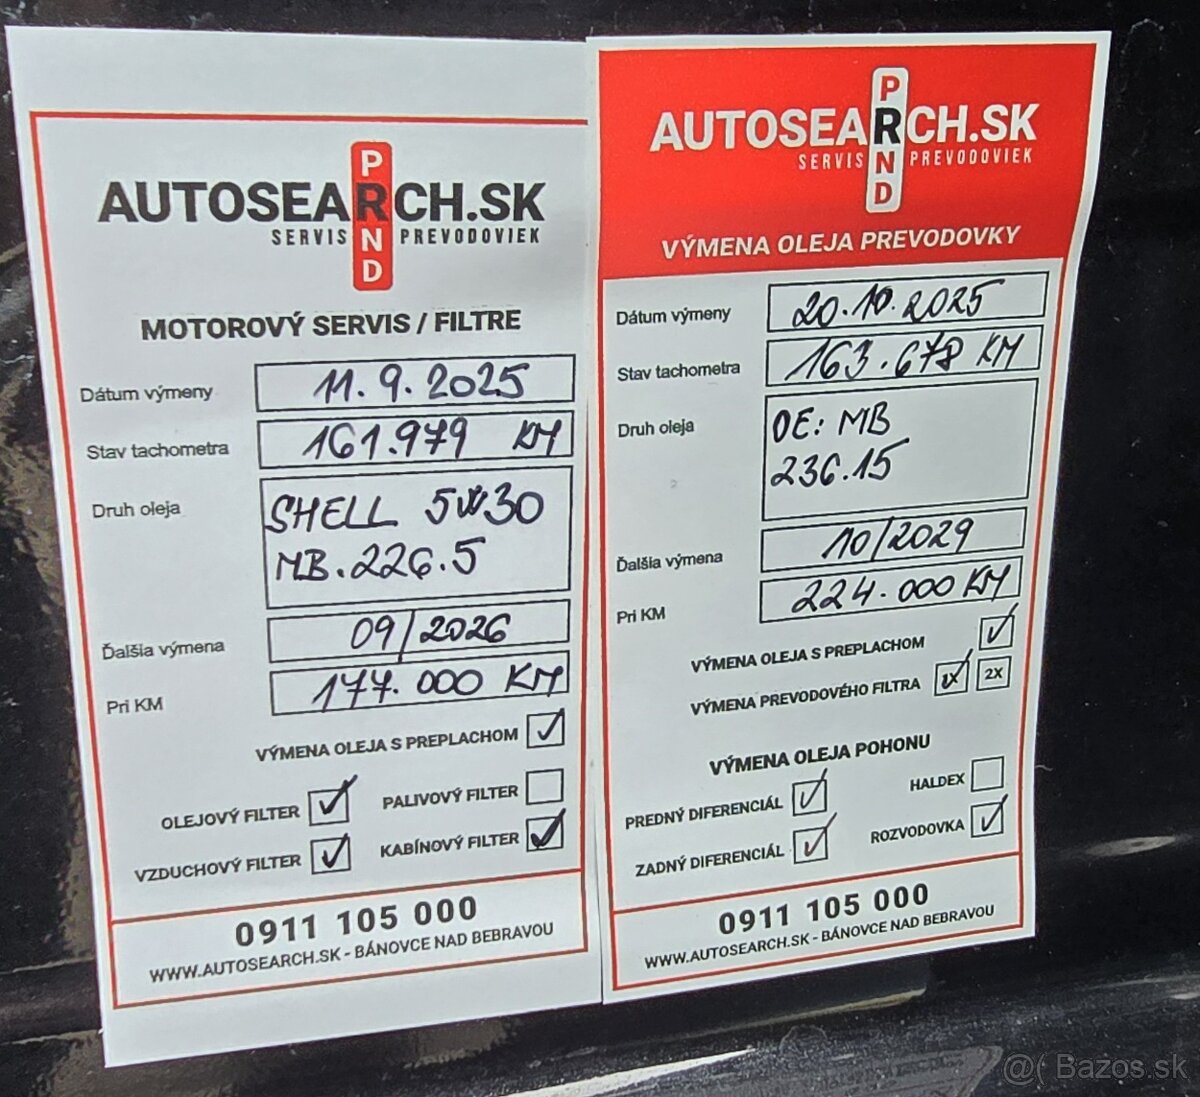 AUTOSEARCH.SK
P
R
N
D
SERVIS PREVODOVIEK
MOTOROVÝ SERVIS / FILTRE
Dátum výmeny 11.9.2025
Stav tachometra 161.979 KM
Druh oleja SHELL 5W30
MB.226.5
Ďalšia výmena 09/2026
Pri KM 177.000 KM
VÝMENA OLEJA S PREPLACHOM ✓
OLEJOVÝ FILTER ✓ PALIVOVÝ FILTER
VZDUCHOVÝ FILTER ✓ KABÍNOVÝ FILTER ✓
0911 105 000
WWW.AUTOSEARCH.SK - BÁNOVCE NAD BEBRAVOU
AUTOSEARCH.SK
P
R
N
D
SERVIS PREVODOVIEK
VÝMENA OLEJA PREVODOVKY
Dátum výmeny 20.10.2025
Stav tachometra 163.678 KM
Druh oleja OE: MB
236.15
Ďalšia výmena 10/2029
Pri KM 224.000 KM
VÝMENA OLEJA S PREPLACHOM ✓
VÝMENA PREVODOVÉHO FILTRA 1X ✓ 2X
VÝMENA OLEJA POHONU
PREDNÝ DIFERENCIÁL ✓ HALDEX
ZADNÝ DIFERENCIÁL ✓ ROZVODOVKA ✓
0911 105 000
WWW.AUTOSEARCH.SK - BÁNOVCE NAD BEBRAVOU
@( Bazos.sk